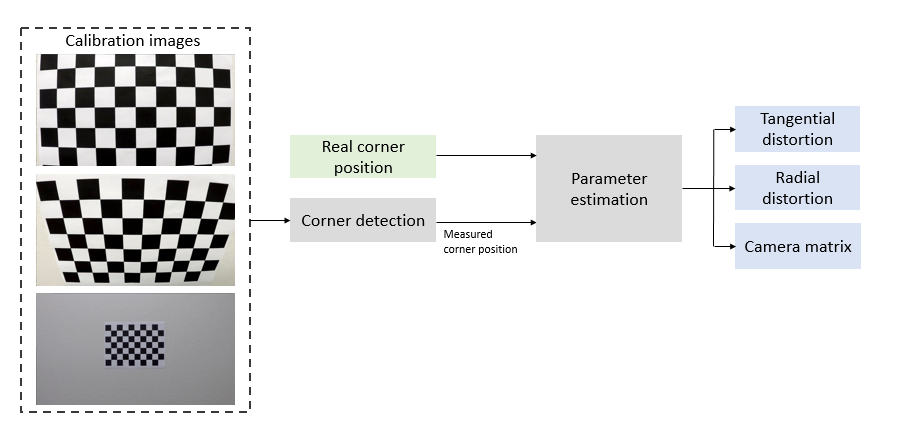 Calibration images
Real corner
position
Corner detection
Measured
corner position
Parameter
estimation
Tangential
distortion
Radial
distortion
Camera matrix